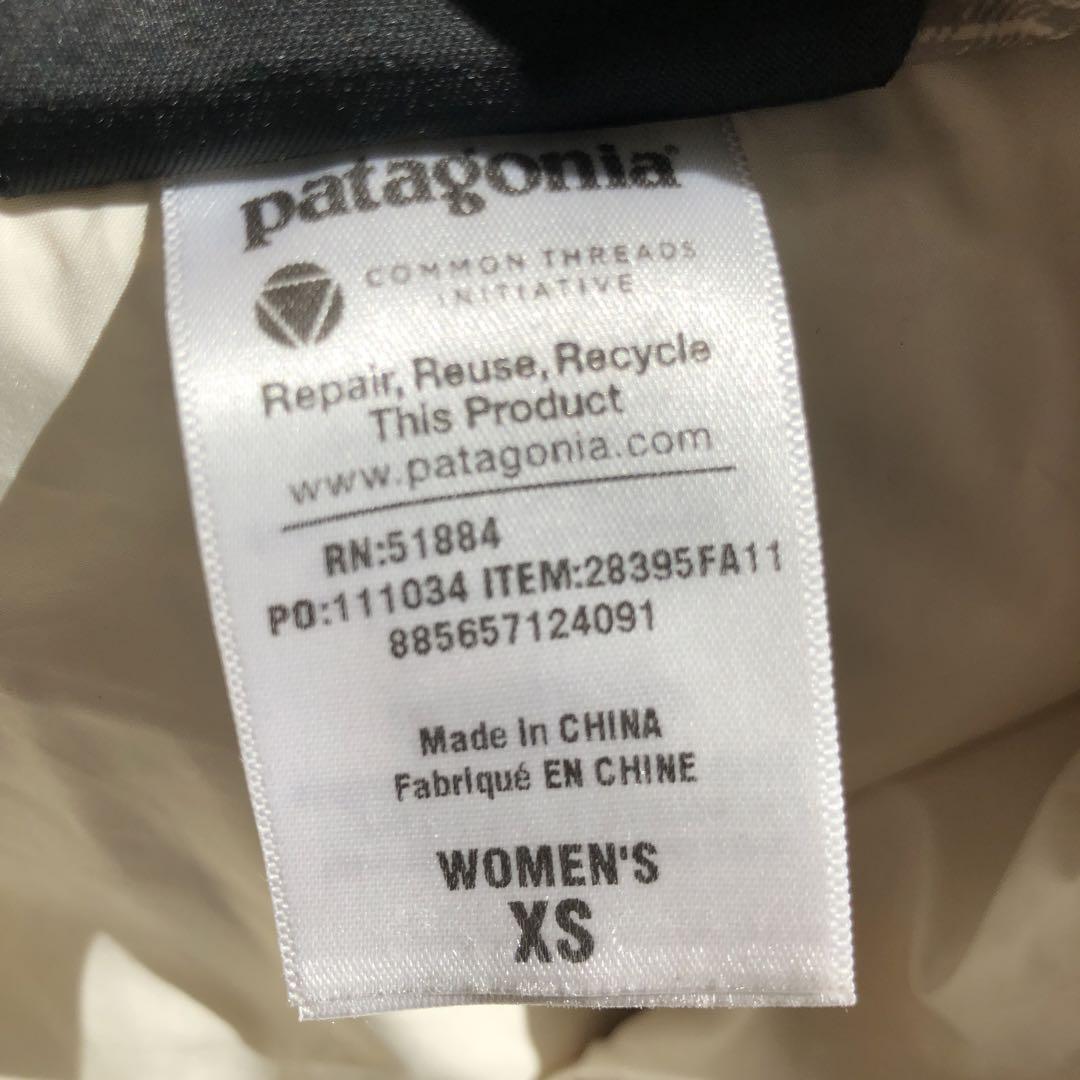 patagonia®
COMMON THREADS
INITIATIVE
Repair, Reuse, Recycle
This Product
www.patagonia.com
RN:51884
PO:111034 ITEM:28395FA11
885657124091
Made In CHINA
Fabriqué EN CHINE
WOMEN'S
XS